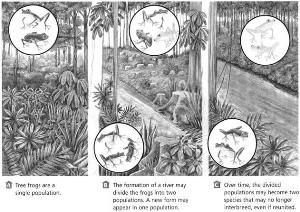 A Tree frogs are a
single population.
B The formation of a river may
divide the frogs into two
populations. A new form may
appear in one population.
C Over time, the divided
populations may become two
species that may no longer
interbreed, even if reunited.